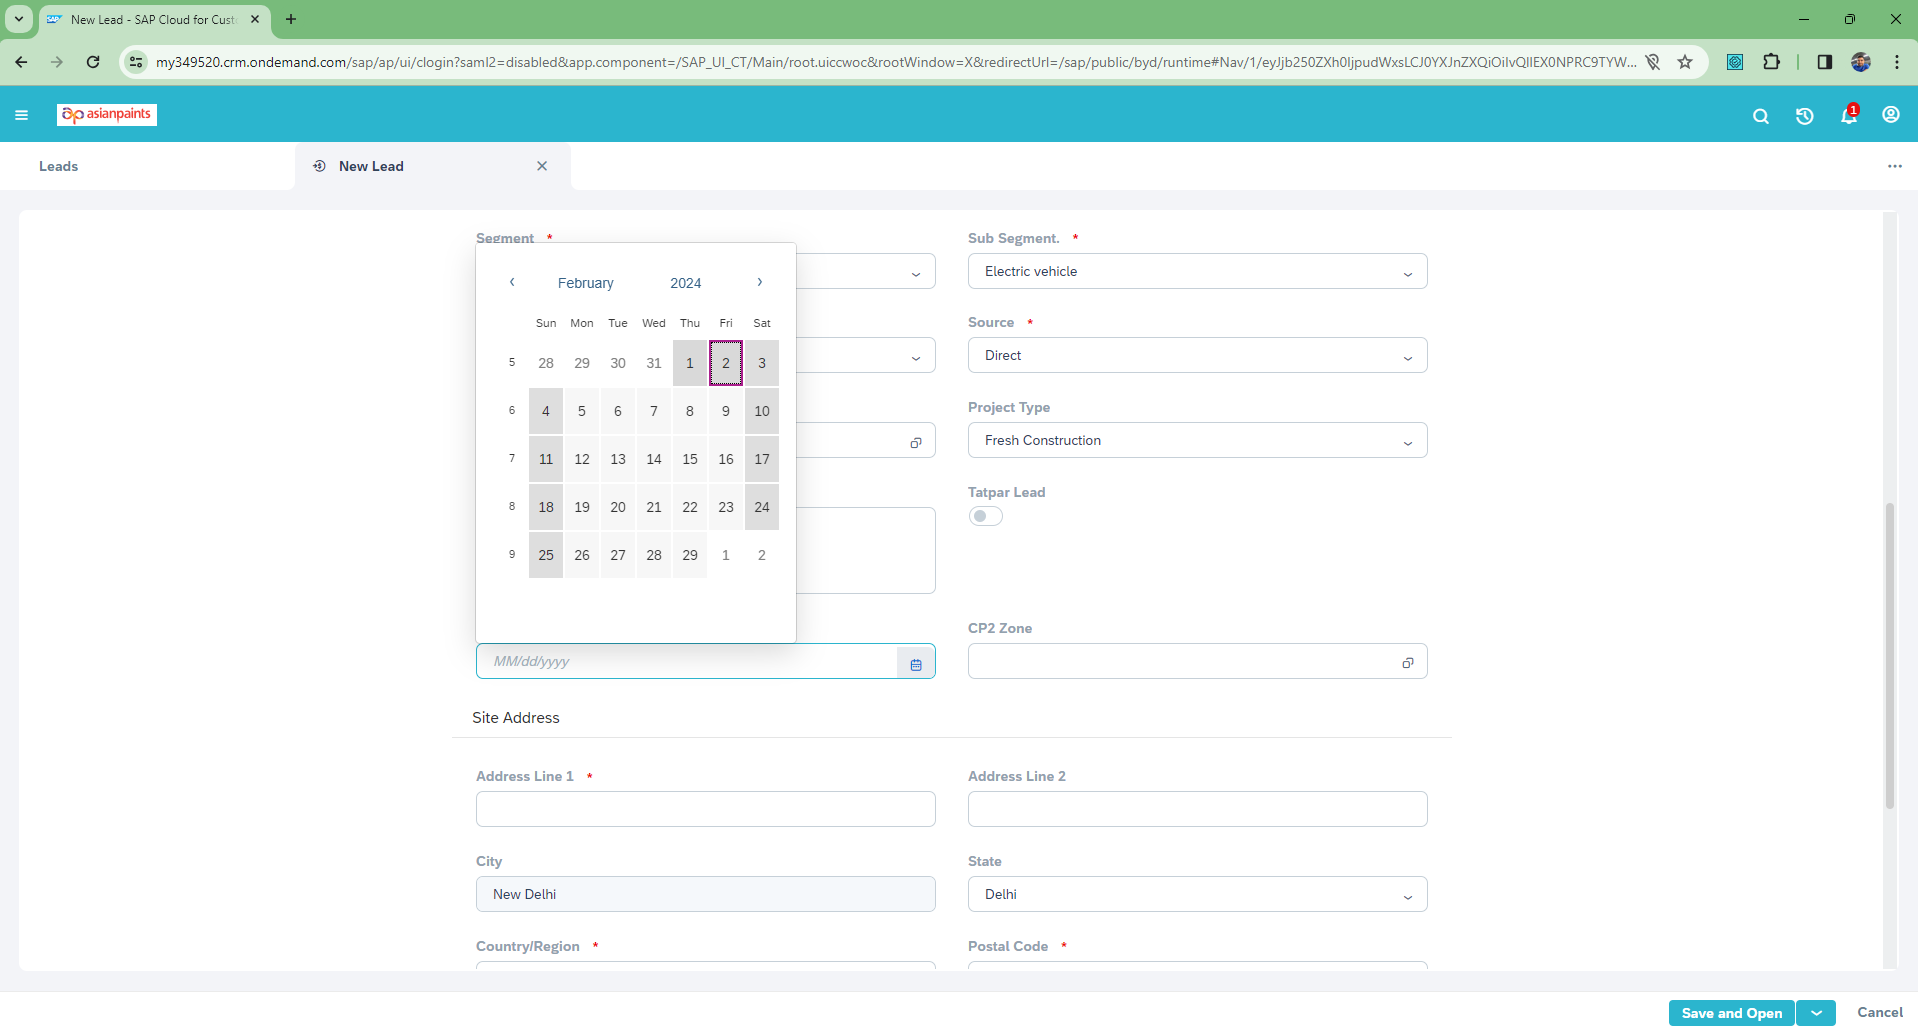 New Lead - SAP Cloud for Cust
my349520.crm.ondemand.com/sap/ap/ui/clogin?saml2=disabled&app.component=/SAP_UI_CT/Main/root.uiccwoc&rootWindow=X&redirectUrl=/sap/public/byd/runtime#Nav/1/eyJjb250ZXh0IjpudWxsLCJ0YXJnZXQiOiIvQllEX0NPRC9TYW...
asianpaints
1
Leads
New Lead
Segment *
Sub Segment. *
Electric vehicle
Source *
Direct
Project Type
Fresh Construction
Tatpar Lead
February 2024
Sun Mon Tue Wed Thu Fri Sat
5 28 29 30 31 1 2 3
6 4 5 6 7 8 9 10
7 11 12 13 14 15 16 17
8 18 19 20 21 22 23 24
9 25 26 27 28 29 1 2
MM/dd/yyyy
CP2 Zone
Site Address
Address Line 1 *
Address Line 2
City
New Delhi
State
Delhi
Country/Region *
Postal Code *
Save and Open
Cancel